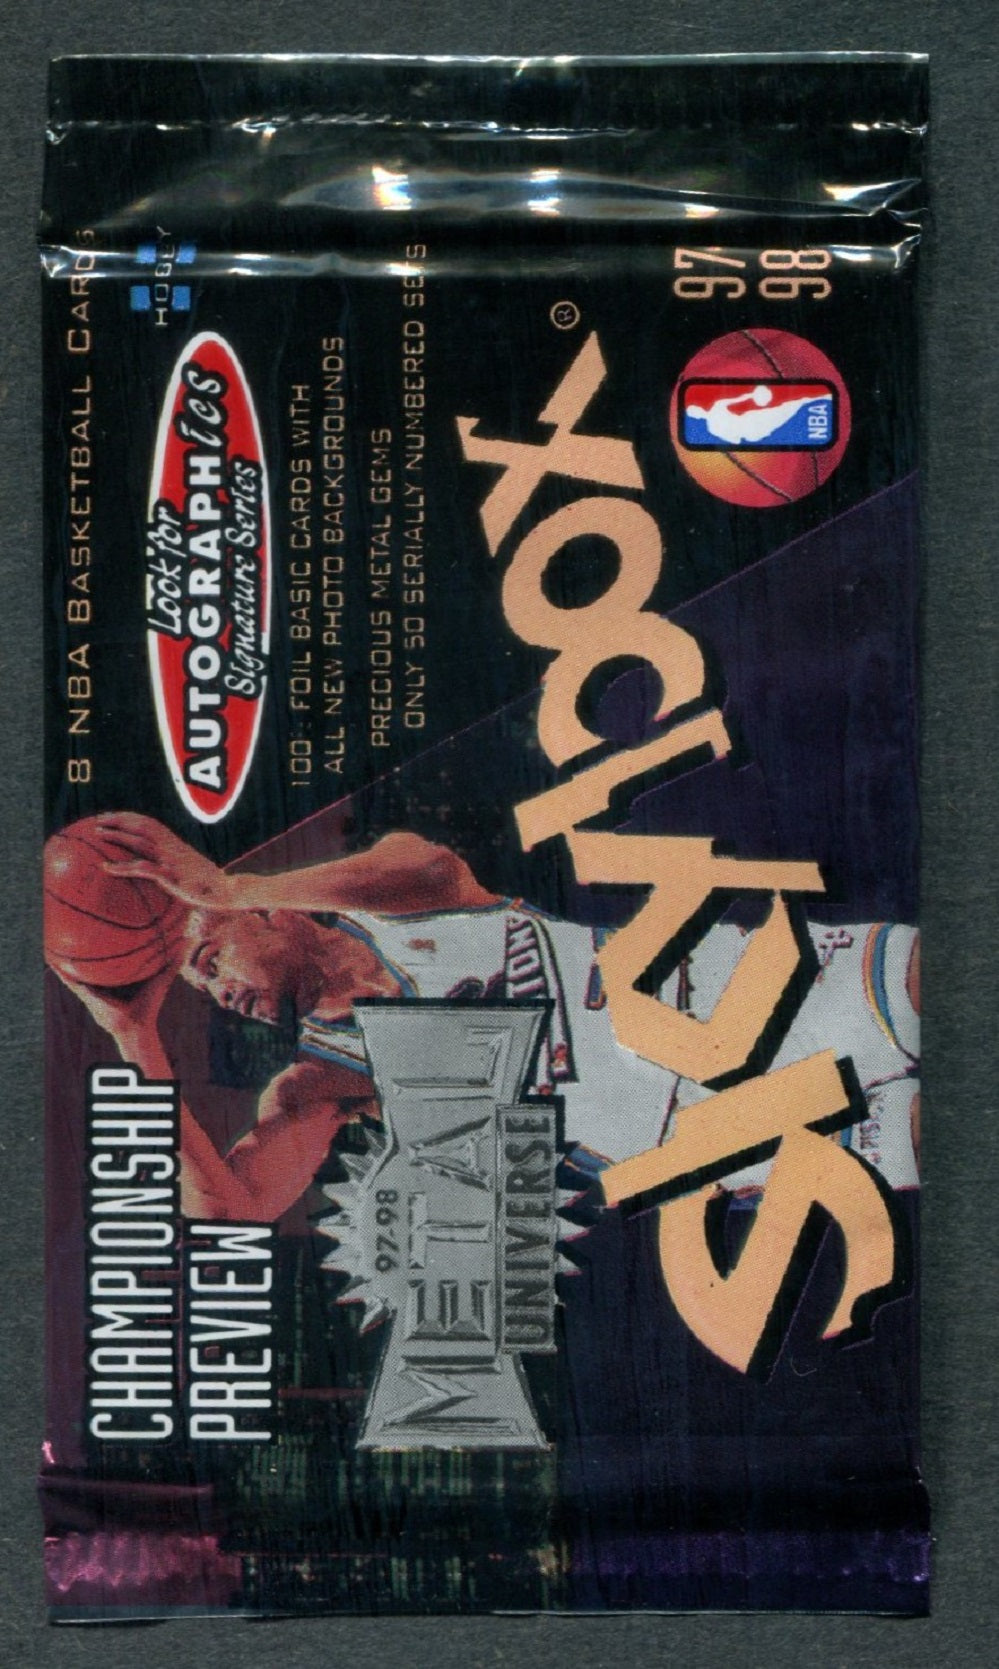 8 NBA BASKETBALL CARDS
HOBBY
Look for
AUTOGRAPHics
Signature Series
100% FOIL BASIC CARDS WITH
ALL NEW PHOTO BACKGROUNDS
PRECIOUS METAL GEMS
ONLY 50 SERIALLY NUMBERED SETS
CHAMPIONSHIP
PREVIEW
97-98
METAL
UNIVERSE
SkyBox®
97
98
NBA